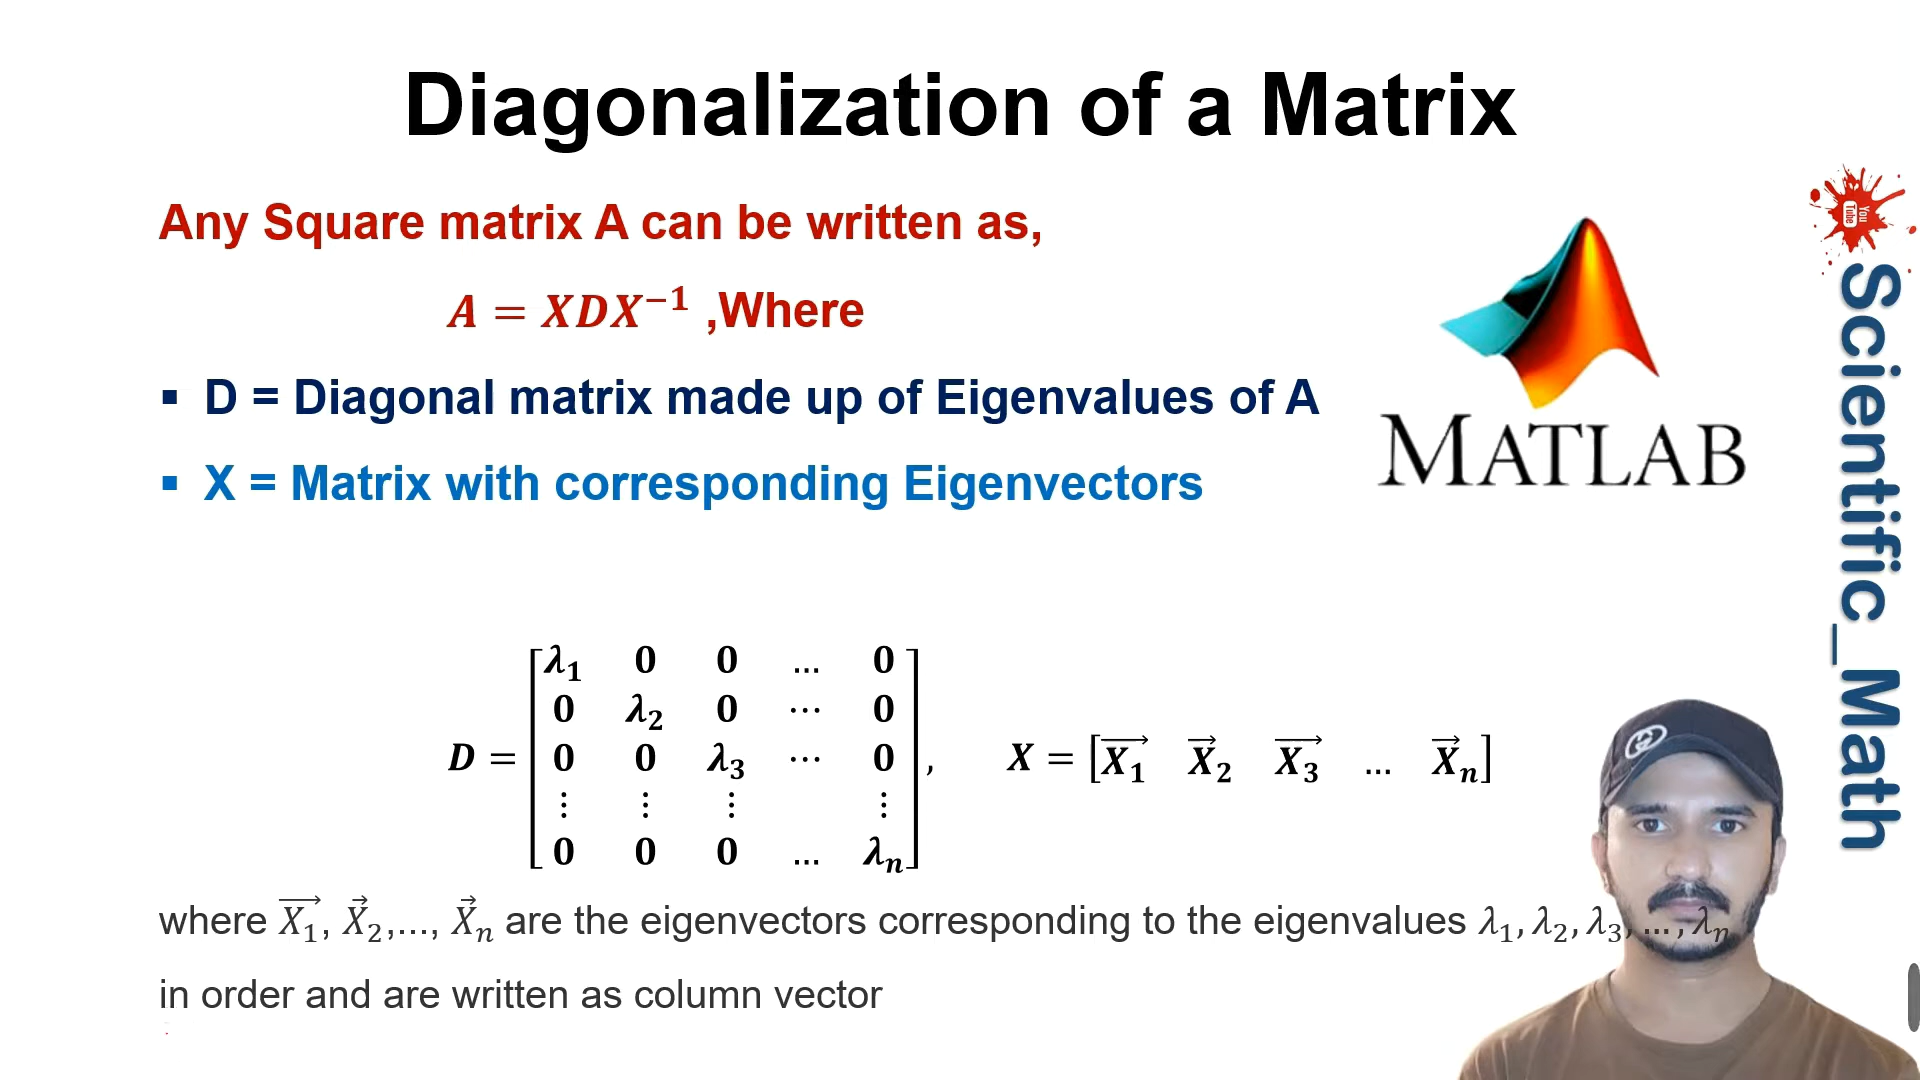 Diagonalization of a Matrix
Any Square matrix A can be written as,
A = XDX⁻¹ ,Where
▪ D = Diagonal matrix made up of Eigenvalues of A
▪ X = Matrix with corresponding Eigenvectors
MATLAB
You Tube
Scientific_Math
λ₁ 0 0 ... 0
0 λ₂ 0 ⋯ 0
D = 0 0 λ₃ ⋯ 0 , X = [X⃗₁ X⃗₂ X⃗₃ ... X⃗ₙ]
⋮ ⋮ ⋮ ⋮
0 0 0 ... λₙ
where X⃗₁, X⃗₂,..., X⃗ₙ are the eigenvectors corresponding to the eigenvalues λ₁, λ₂, λ₃, ... , λₙ
in order and are written as column vector